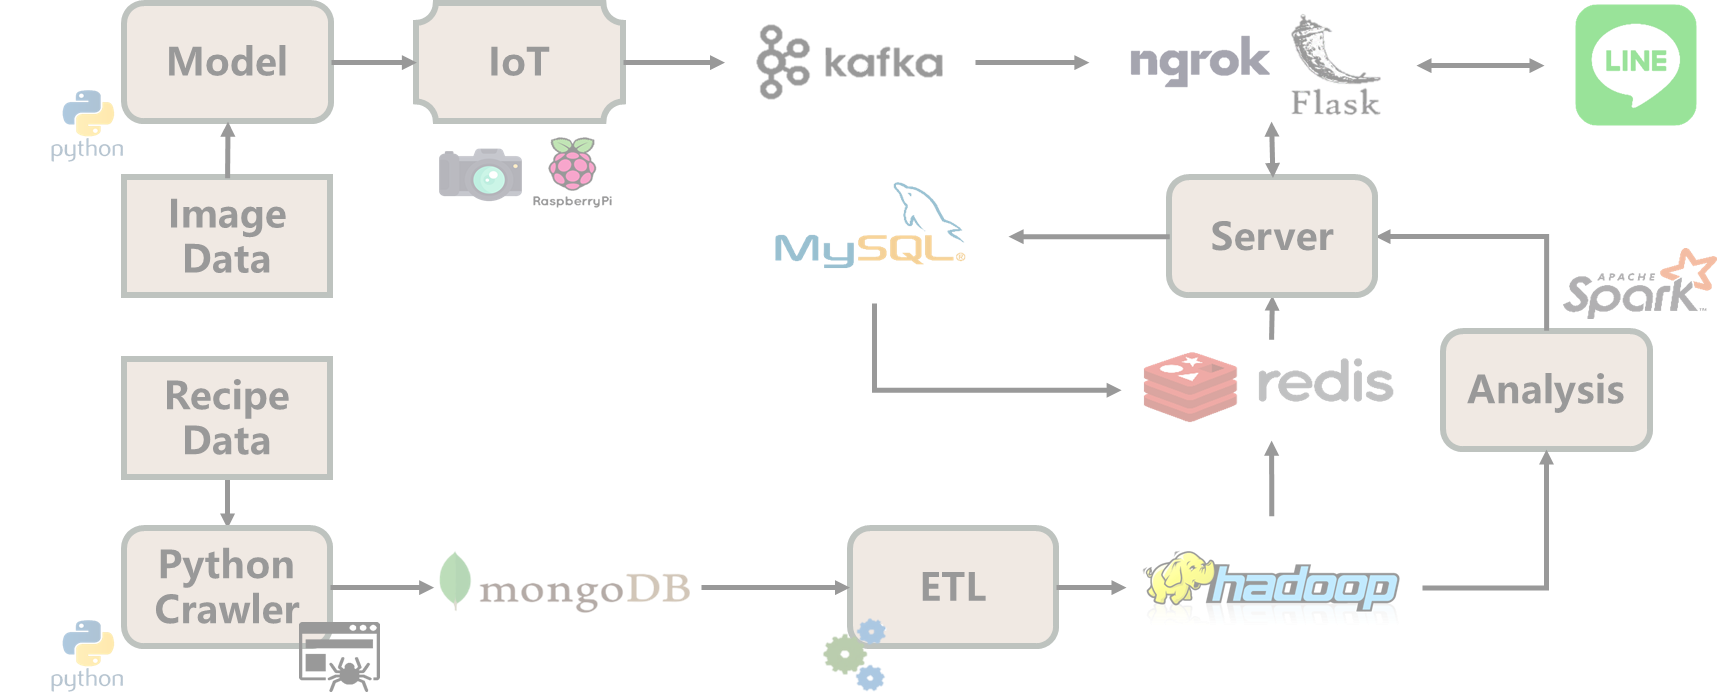 Model
IoT
kafka
ngrok
Flask
LINE
python
Image
Data
RaspberryPi
MySQL®
Server
APACHE
Spark™
Recipe
Data
redis
Analysis
Python
Crawler
mongoDB
ETL
hadoop
python